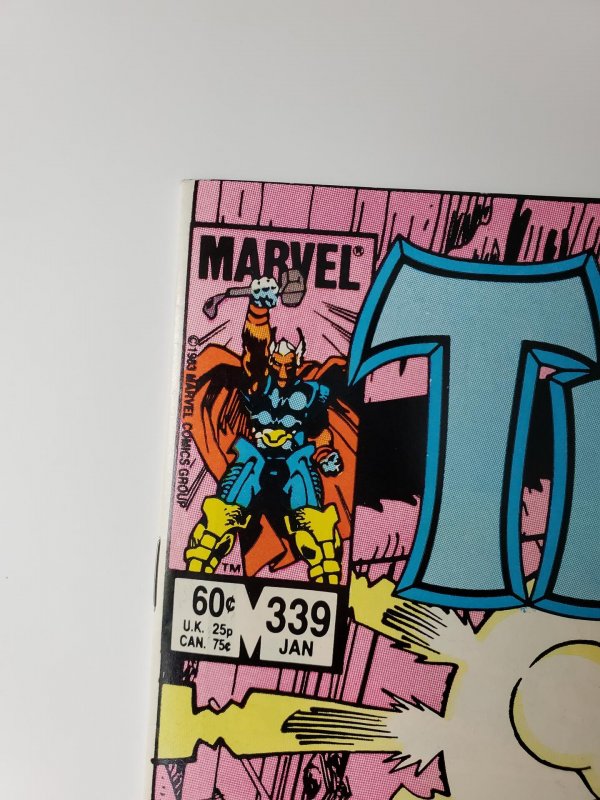 MARVEL®
©1983 MARVEL COMICS GROUP
TM
60¢
U.K. 25p
CAN. 75¢
339
JAN
T